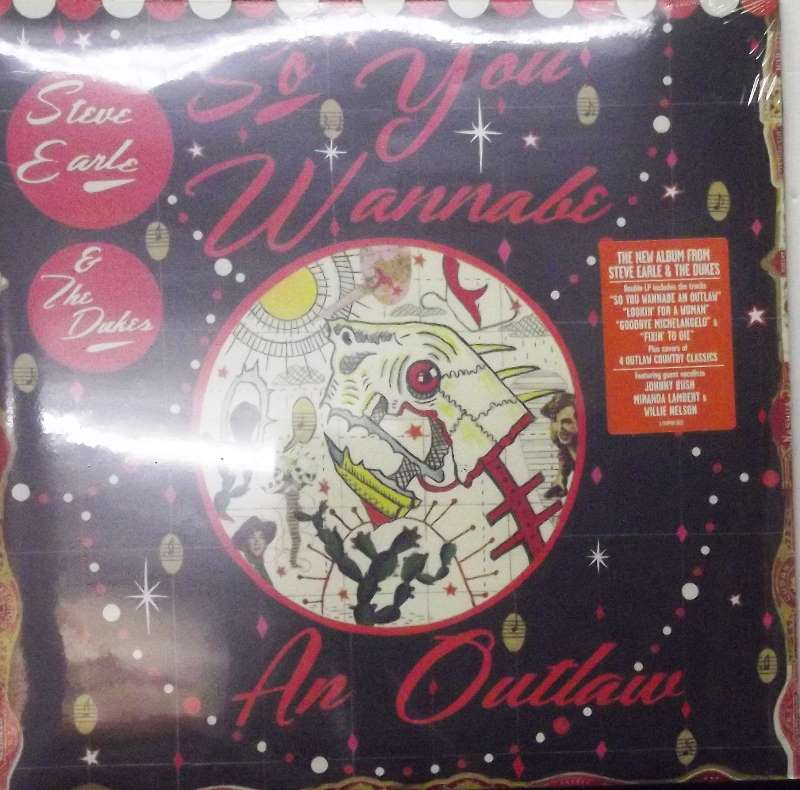 So You
Wannabe
An Outlaw
Steve
Earle
&
The
Dukes
THE NEW ALBUM FROM
STEVE EARLE & THE DUKES
Double LP includes the tracks
"SO YOU WANNABE AN OUTLAW"
"LOOKIN' FOR A WOMAN"
"GOODBYE MICHELANGELO" &
"FIXIN' TO DIE"
Plus covers of
4 OUTLAW COUNTRY CLASSICS
Featuring guest vocalists
JOHNNY BUSH
MIRANDA LAMBERT &
WILLIE NELSON